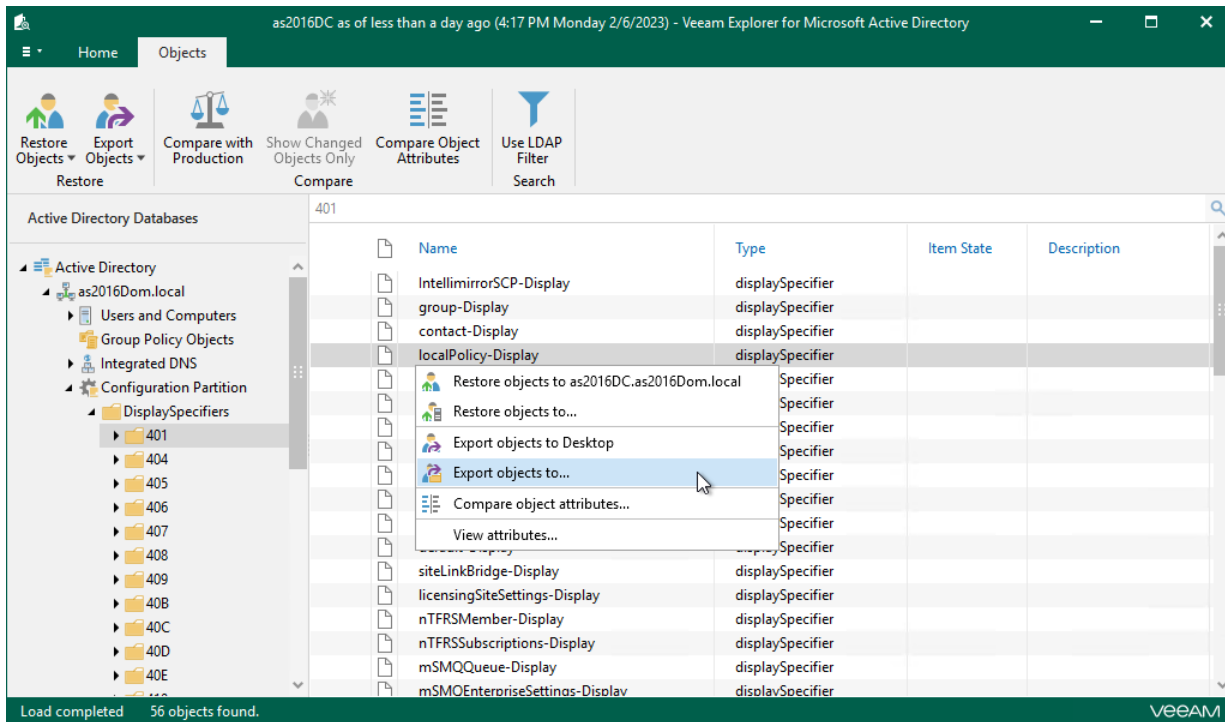 as2016DC as of less than a day ago (4:17 PM Monday 2/6/2023) - Veeam Explorer for Microsoft Active Directory
Home Objects
Restore Objects
Export Objects
Compare with Production
Show Changed Objects Only
Compare Object Attributes
Use LDAP Filter
Restore Compare Search
Active Directory Databases
401
Name Type Item State Description
Active Directory
as2016Dom.local
Users and Computers
Group Policy Objects
Integrated DNS
Configuration Partition
DisplaySpecifiers
401
404
405
406
407
408
409
40B
40C
40D
40E
IntellimirrorSCP-Display displaySpecifier
group-Display displaySpecifier
contact-Display displaySpecifier
localPolicy-Display displaySpecifier
Restore objects to as2016DC.as2016Dom.local
Restore objects to...
Export objects to Desktop
Export objects to...
Compare object attributes...
View attributes...
Specifier
Specifier
Specifier
Specifier
Specifier
Specifier
Specifier
Specifier
siteLinkBridge-Display displaySpecifier
licensingSiteSettings-Display displaySpecifier
nTFRSMember-Display displaySpecifier
nTFRSSubscriptions-Display displaySpecifier
mSMQQueue-Display displaySpecifier
mSMQEnterpriseSettings-Display displaySpecifier
Load completed 56 objects found.
veeAM